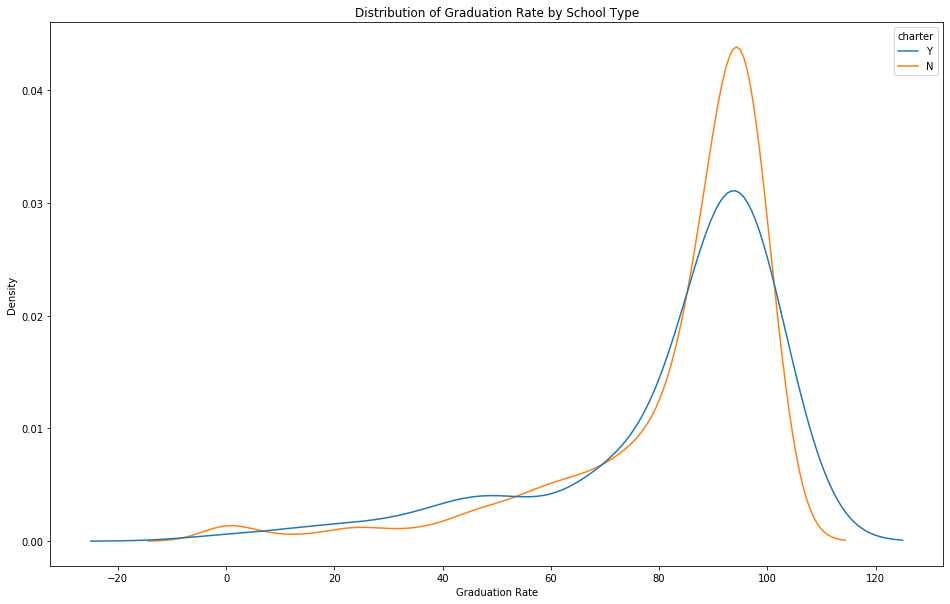 Distribution of Graduation Rate by School Type
charter
Y
N
0.04
0.03
0.02
0.01
0.00
Density
−20
0
20
40
60
80
100
120
Graduation Rate